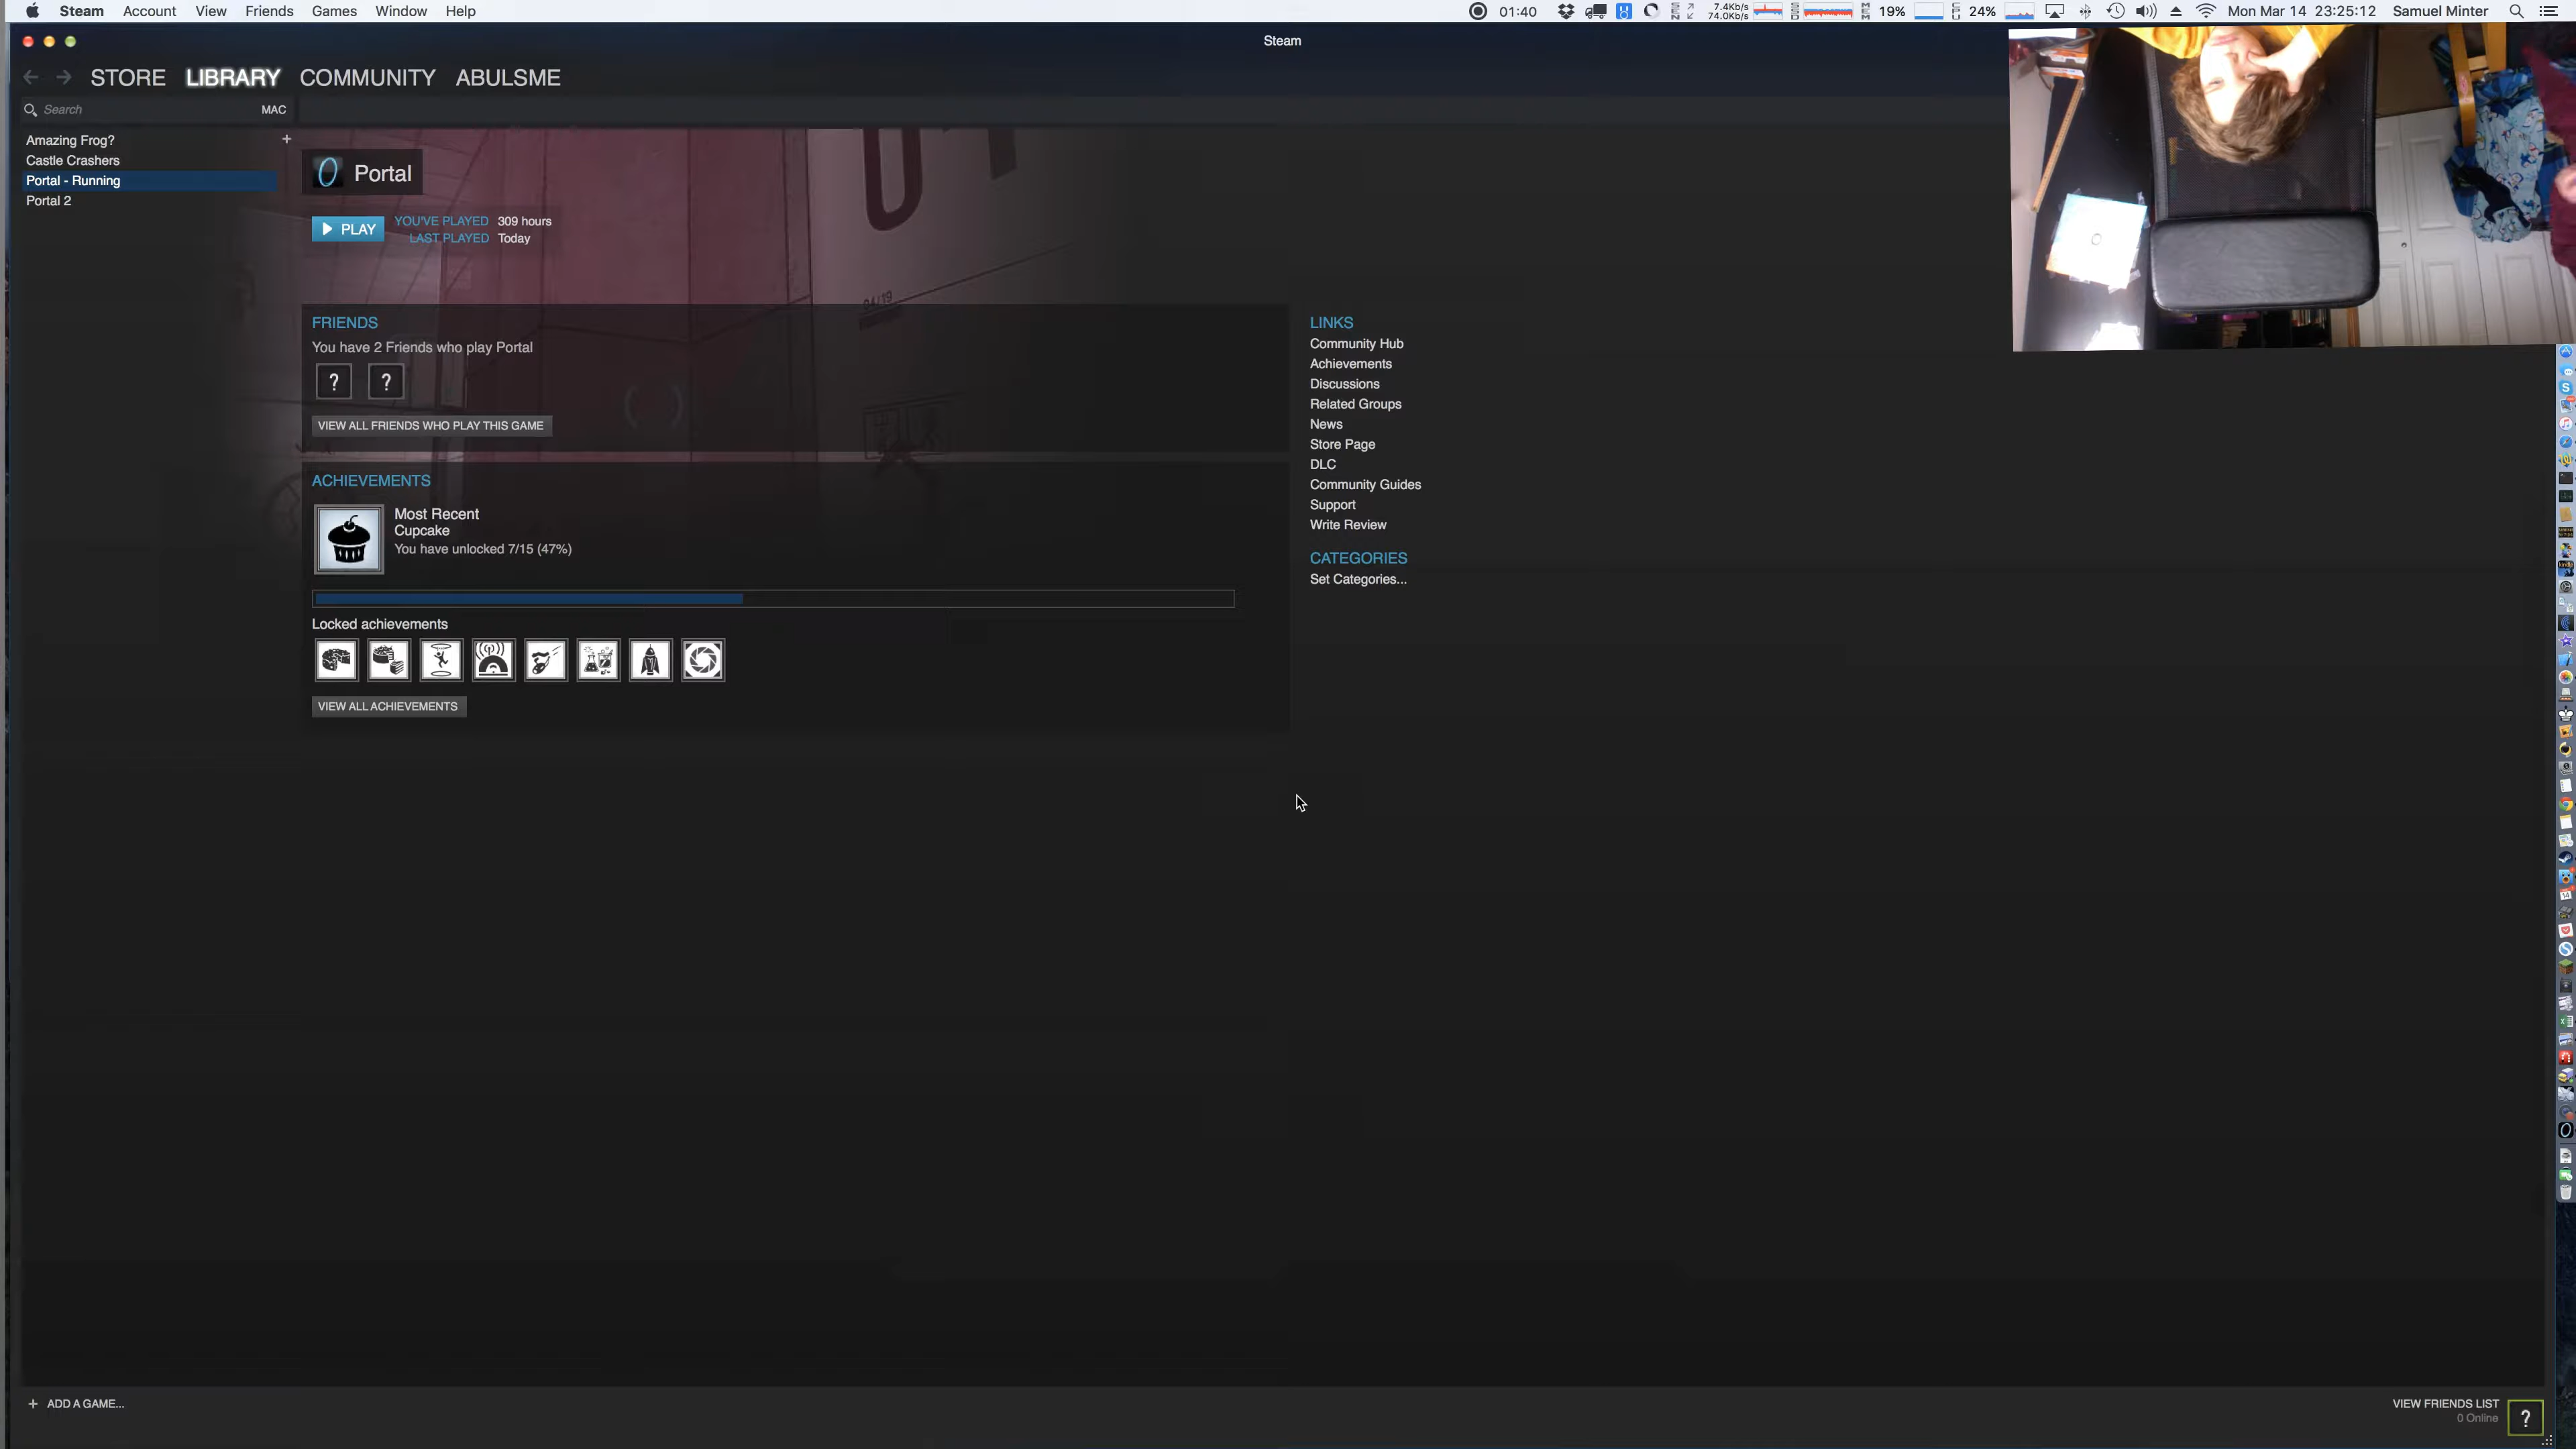 Steam Account View Friends Games Window Help 01:40 7.4Kb/s 74.0Kb/s 19% 24% Mon Mar 14 23:25:12 Samuel Minter
Steam
STORE LIBRARY COMMUNITY ABULSME
Search MAC
Amazing Frog? +
Castle Crashers
Portal - Running
Portal 2
Portal
PLAY YOU'VE PLAYED 309 hours
LAST PLAYED Today
FRIENDS
You have 2 Friends who play Portal
? ?
VIEW ALL FRIENDS WHO PLAY THIS GAME
ACHIEVEMENTS
Most Recent
Cupcake
You have unlocked 7/15 (47%)
Locked achievements
VIEW ALL ACHIEVEMENTS
LINKS
Community Hub
Achievements
Discussions
Related Groups
News
Store Page
DLC
Community Guides
Support
Write Review
CATEGORIES
Set Categories...
+ ADD A GAME...
VIEW FRIENDS LIST
0 Online
?